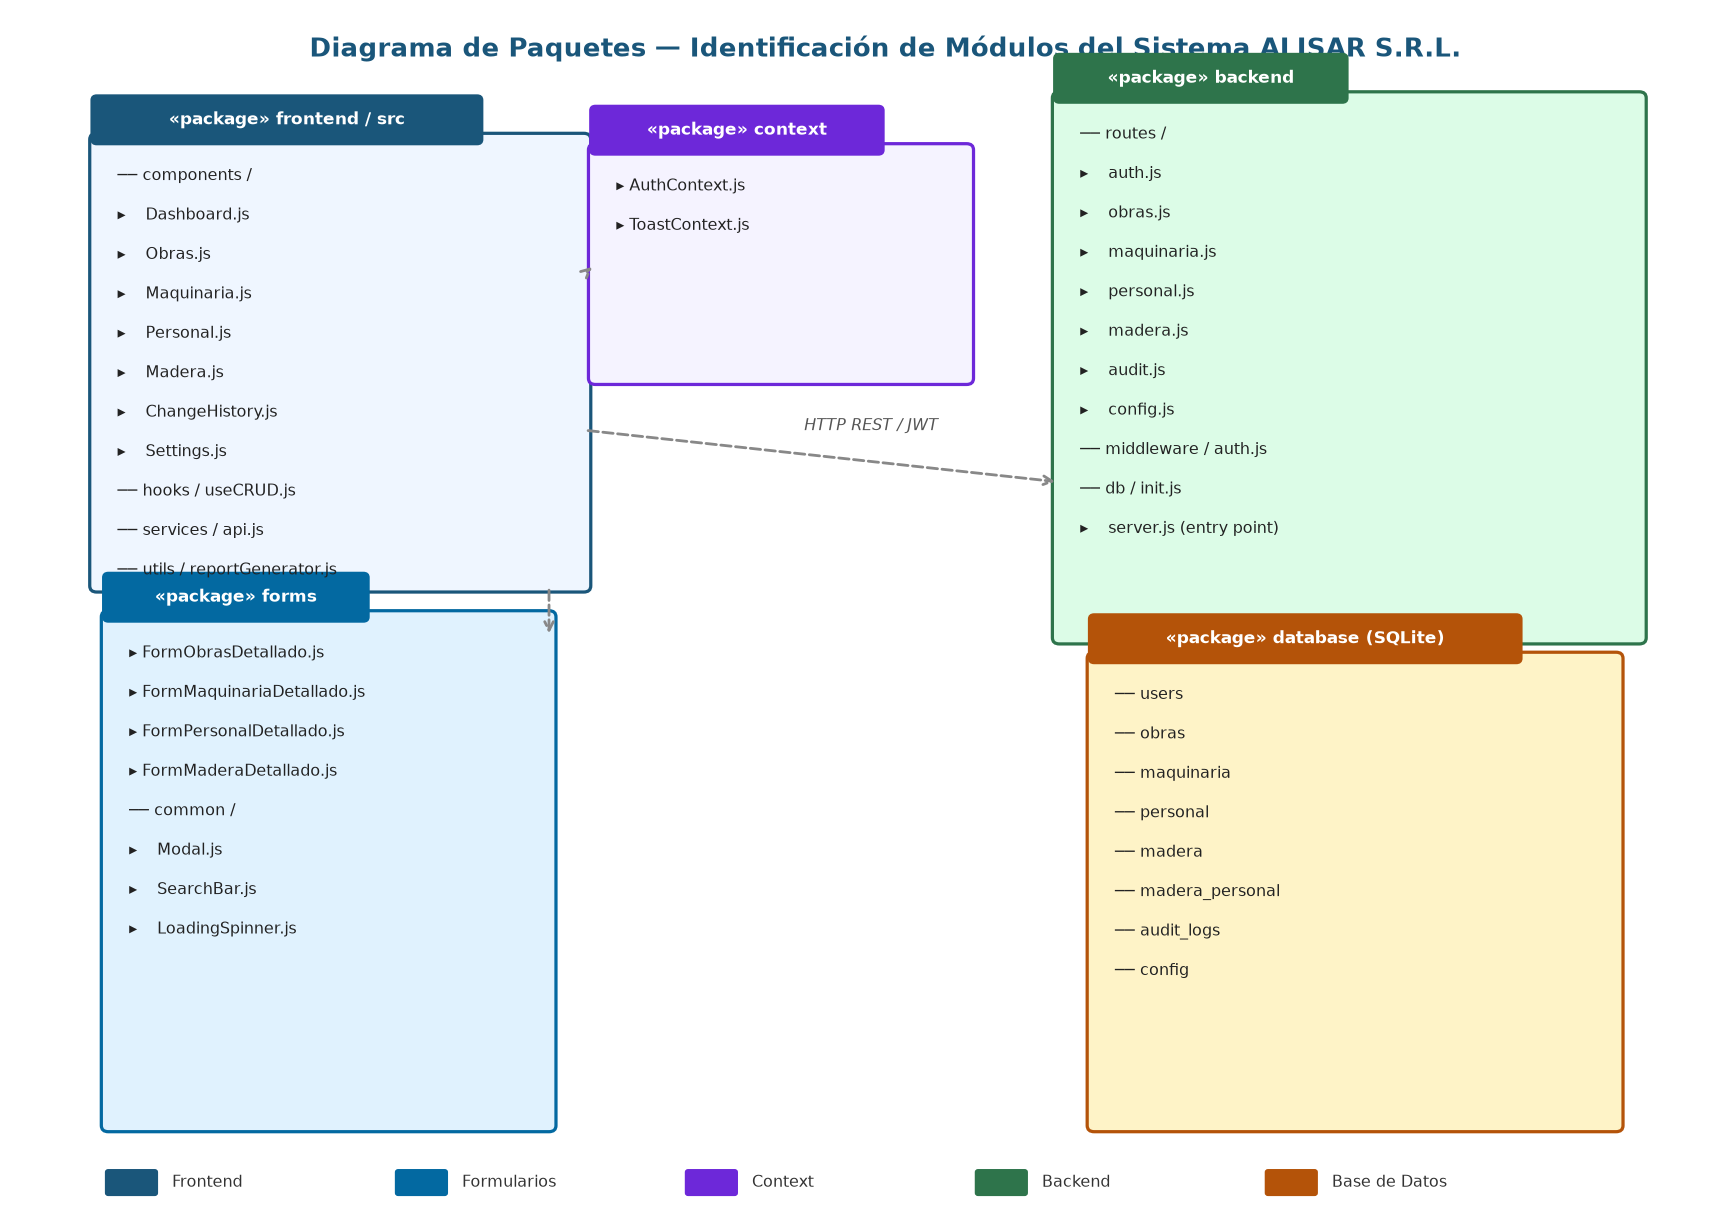 Diagrama de Paquetes — Identificación de Módulos del Sistema ALISAR S.R.L.
«package» frontend / src
── components /
▸ Dashboard.js
▸ Obras.js
▸ Maquinaria.js
▸ Personal.js
▸ Madera.js
▸ ChangeHistory.js
▸ Settings.js
── hooks / useCRUD.js
── services / api.js
── utils / reportGenerator.js
«package» context
▸ AuthContext.js
▸ ToastContext.js
HTTP REST / JWT
«package» backend
── routes /
▸ auth.js
▸ obras.js
▸ maquinaria.js
▸ personal.js
▸ madera.js
▸ audit.js
▸ config.js
── middleware / auth.js
── db / init.js
▸ server.js (entry point)
«package» forms
▸ FormObrasDetallado.js
▸ FormMaquinariaDetallado.js
▸ FormPersonalDetallado.js
▸ FormMaderaDetallado.js
── common /
▸ Modal.js
▸ SearchBar.js
▸ LoadingSpinner.js
«package» database (SQLite)
── users
── obras
── maquinaria
── personal
── madera
── madera_personal
── audit_logs
── config
Frontend
Formularios
Context
Backend
Base de Datos